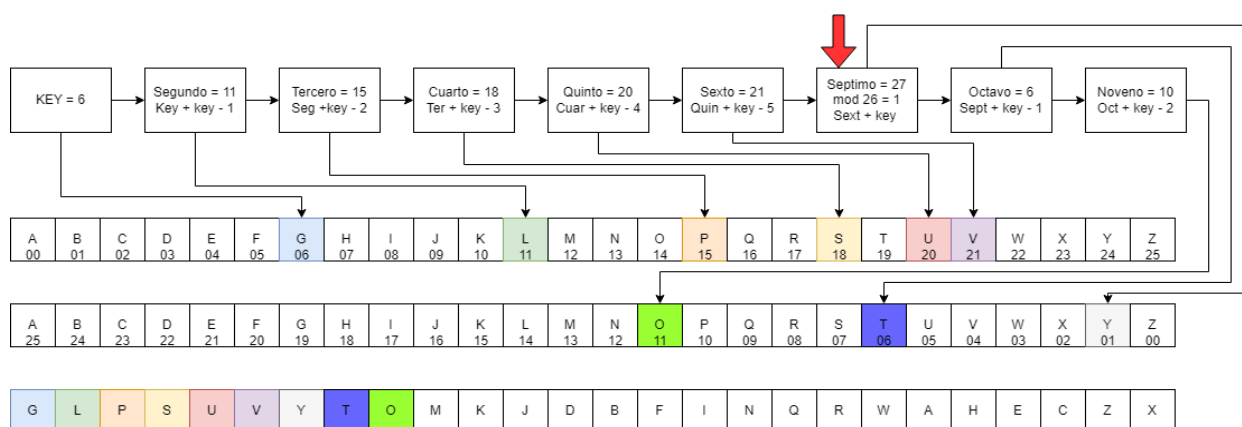 KEY = 6
Segundo = 11
Key + key - 1
Tercero = 15
Seg +key - 2
Cuarto = 18
Ter + key - 3
Quinto = 20
Cuar + key - 4
Sexto = 21
Quin + key - 5
Septimo = 27
mod 26 = 1
Sext + key
Octavo = 6
Sept + key - 1
Noveno = 10
Oct + key - 2
A B C D E F G H I J K L M N O P Q R S T U V W X Y Z
00 01 02 03 04 05 06 07 08 09 10 11 12 13 14 15 16 17 18 19 20 21 22 23 24 25
A B C D E F G H I J K L M N O P Q R S T U V W X Y Z
25 24 23 22 21 20 19 18 17 16 15 14 13 12 11 10 09 08 07 06 05 04 03 02 01 00
G L P S U V Y T O M K J D B F I N Q R W A H E C Z X